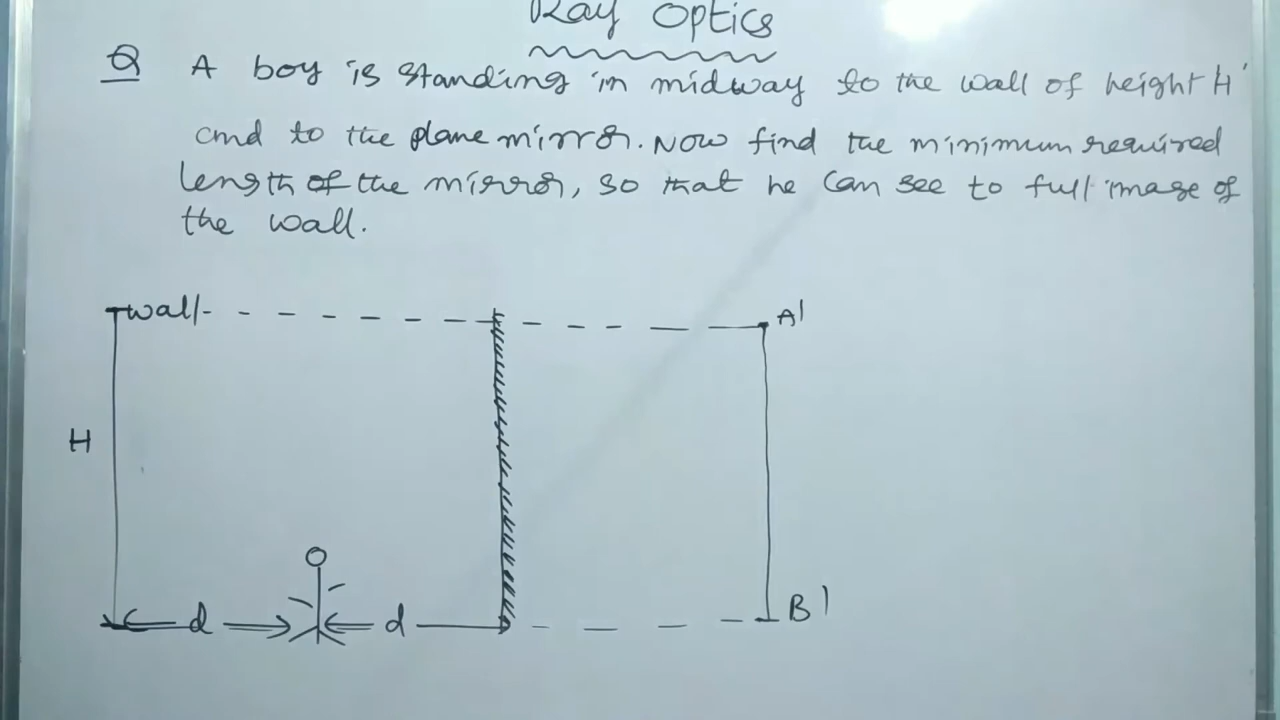 Ray Optics
Q A boy is standing in midway to the wall of height 'H'
and to the plane mirror. Now find the minimum required
length of the mirror, so that he can see to full image of
the wall.
wall
A'
H
d
d
B'